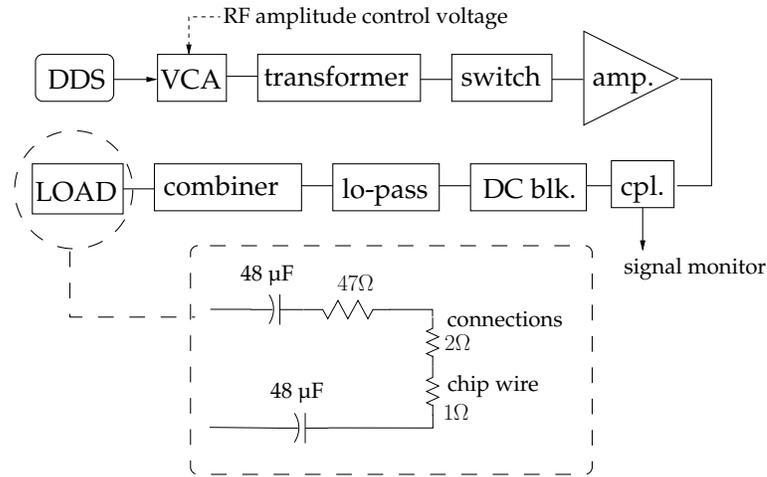 RF amplitude control voltage
DDS
VCA
transformer
switch
amp.
LOAD
combiner
lo-pass
DC blk.
cpl.
signal monitor
48 µF
47Ω
connections
2Ω
48 µF
chip wire
1Ω